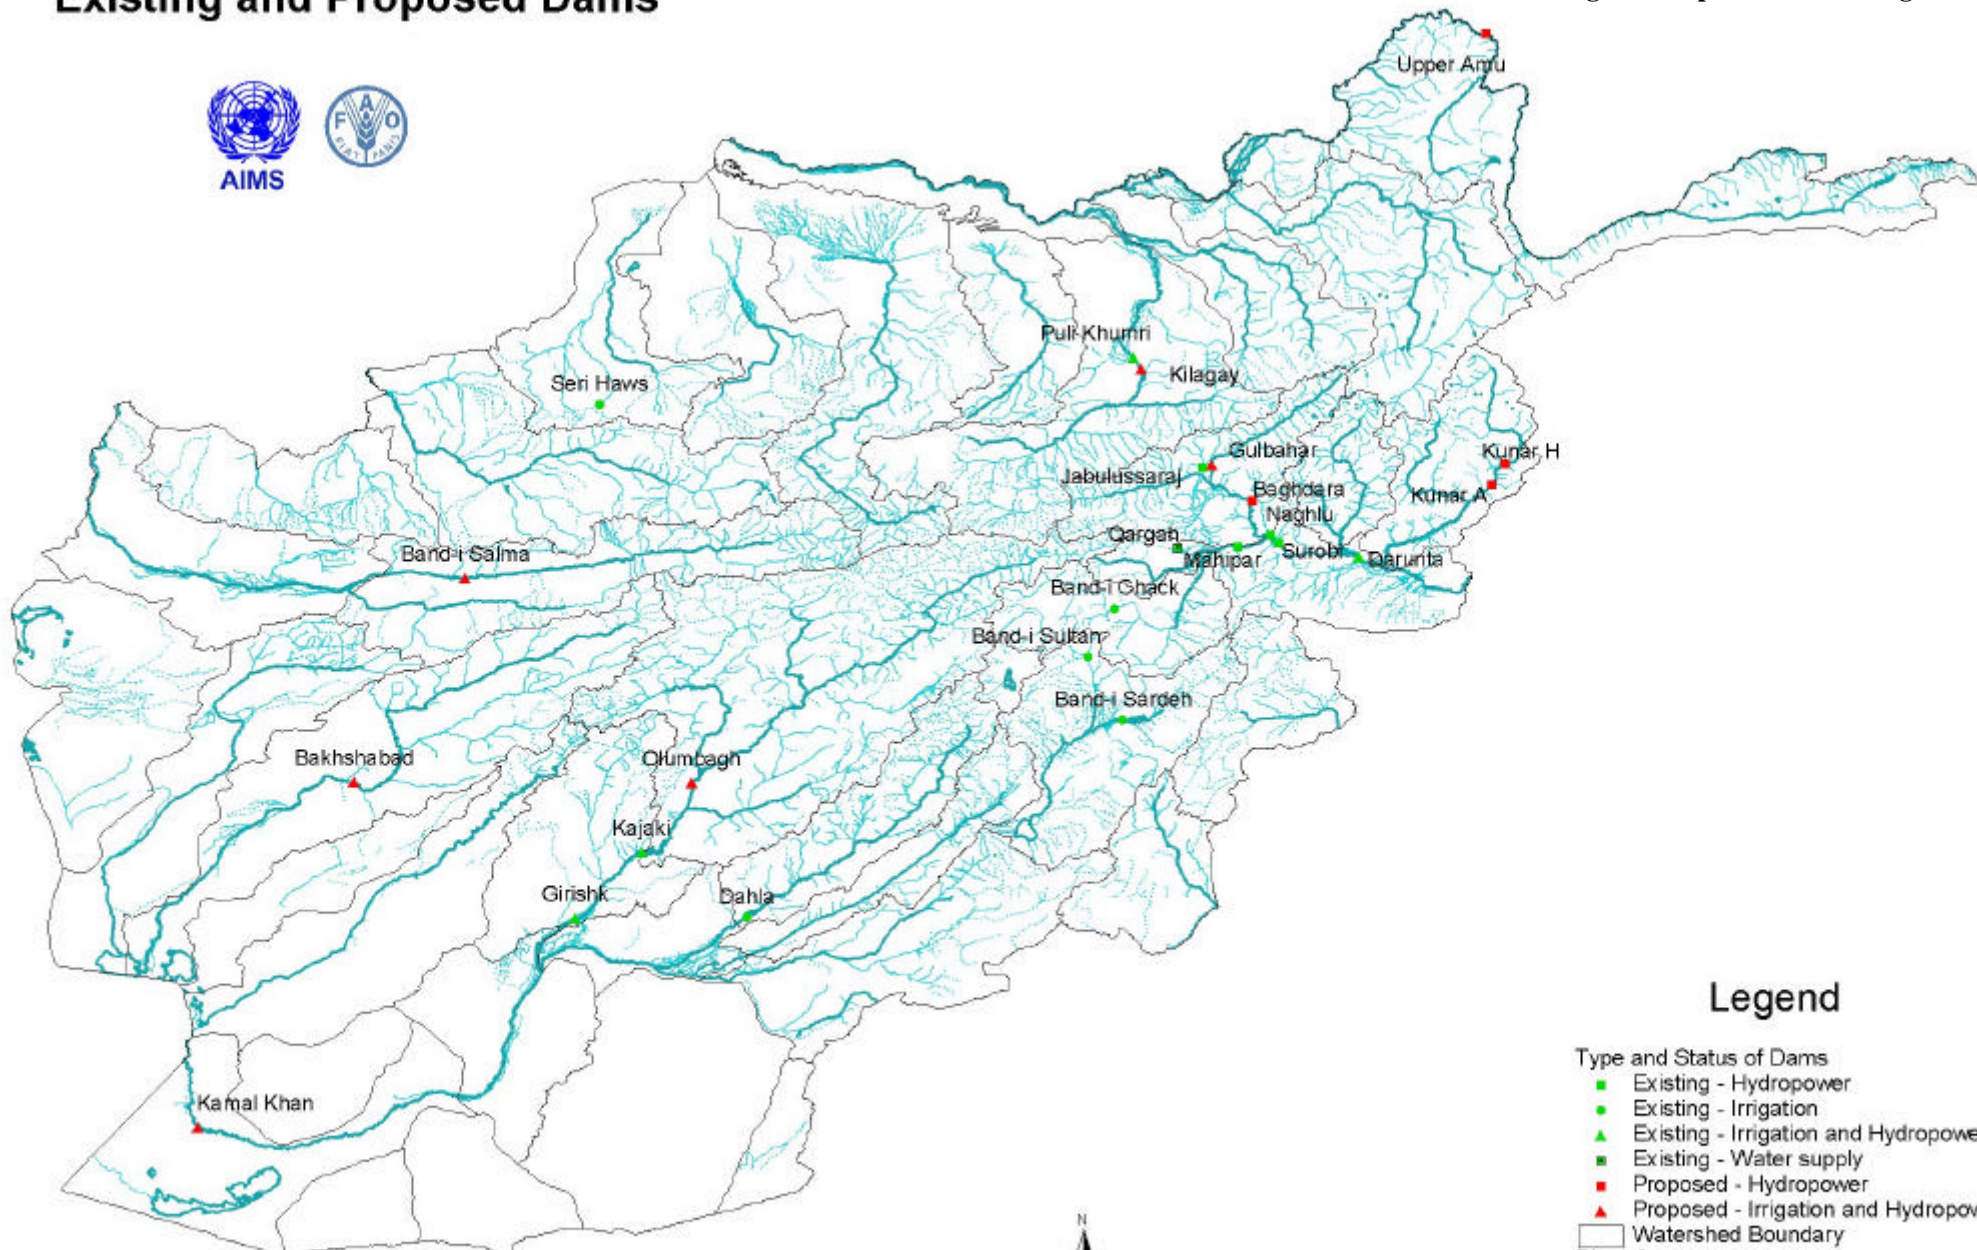 Existing and Proposed Dams
AIMS
F A O
FIAT PANIS
Upper Amu
Puli-Khumri
Kilagay
Seri Haws
Gulbahar
Jabulussaraj
Kunar H
Kunar A
Baghdara
Naghlu
Qargah
Mahipar
Surobi
Darunta
Band-i Salma
Band-i Ghack
Band-i Sultan
Band-i Sardeh
Bakhshabad
Olumbagh
Kajaki
Girishk
Dahla
Kamal Khan
N
Legend
Type and Status of Dams
Existing - Hydropower
Existing - Irrigation
Existing - Irrigation and Hydropowe
Existing - Water supply
Proposed - Hydropower
Proposed - Irrigation and Hydropow
Watershed Boundary